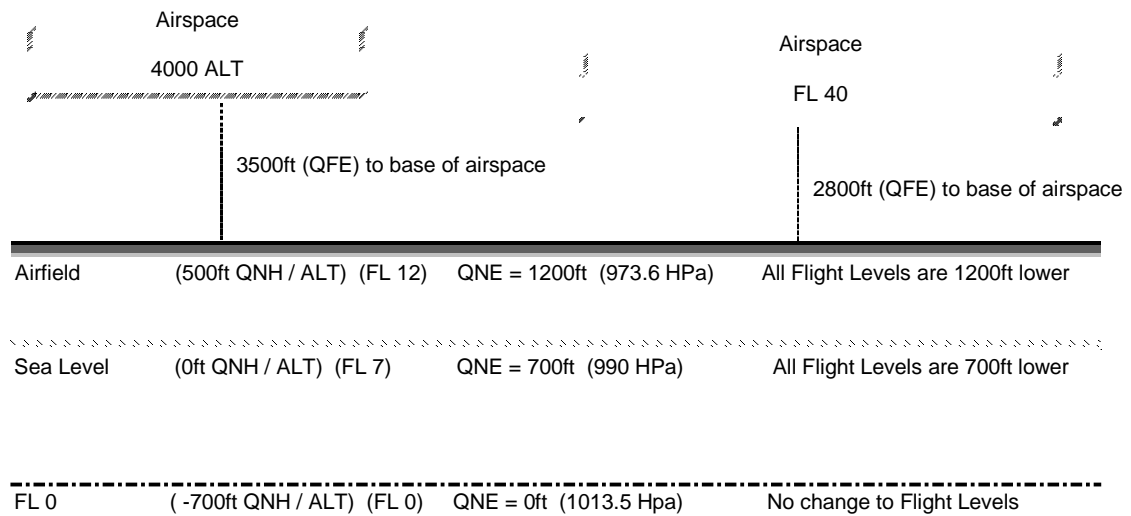 Airspace
4000 ALT
Airspace
FL 40
3500ft (QFE) to base of airspace
2800ft (QFE) to base of airspace
Airfield (500ft QNH / ALT) (FL 12) QNE = 1200ft (973.6 HPa) All Flight Levels are 1200ft lower
Sea Level (0ft QNH / ALT) (FL 7) QNE = 700ft (990 HPa) All Flight Levels are 700ft lower
FL 0 ( -700ft QNH / ALT) (FL 0) QNE = 0ft (1013.5 Hpa) No change to Flight Levels